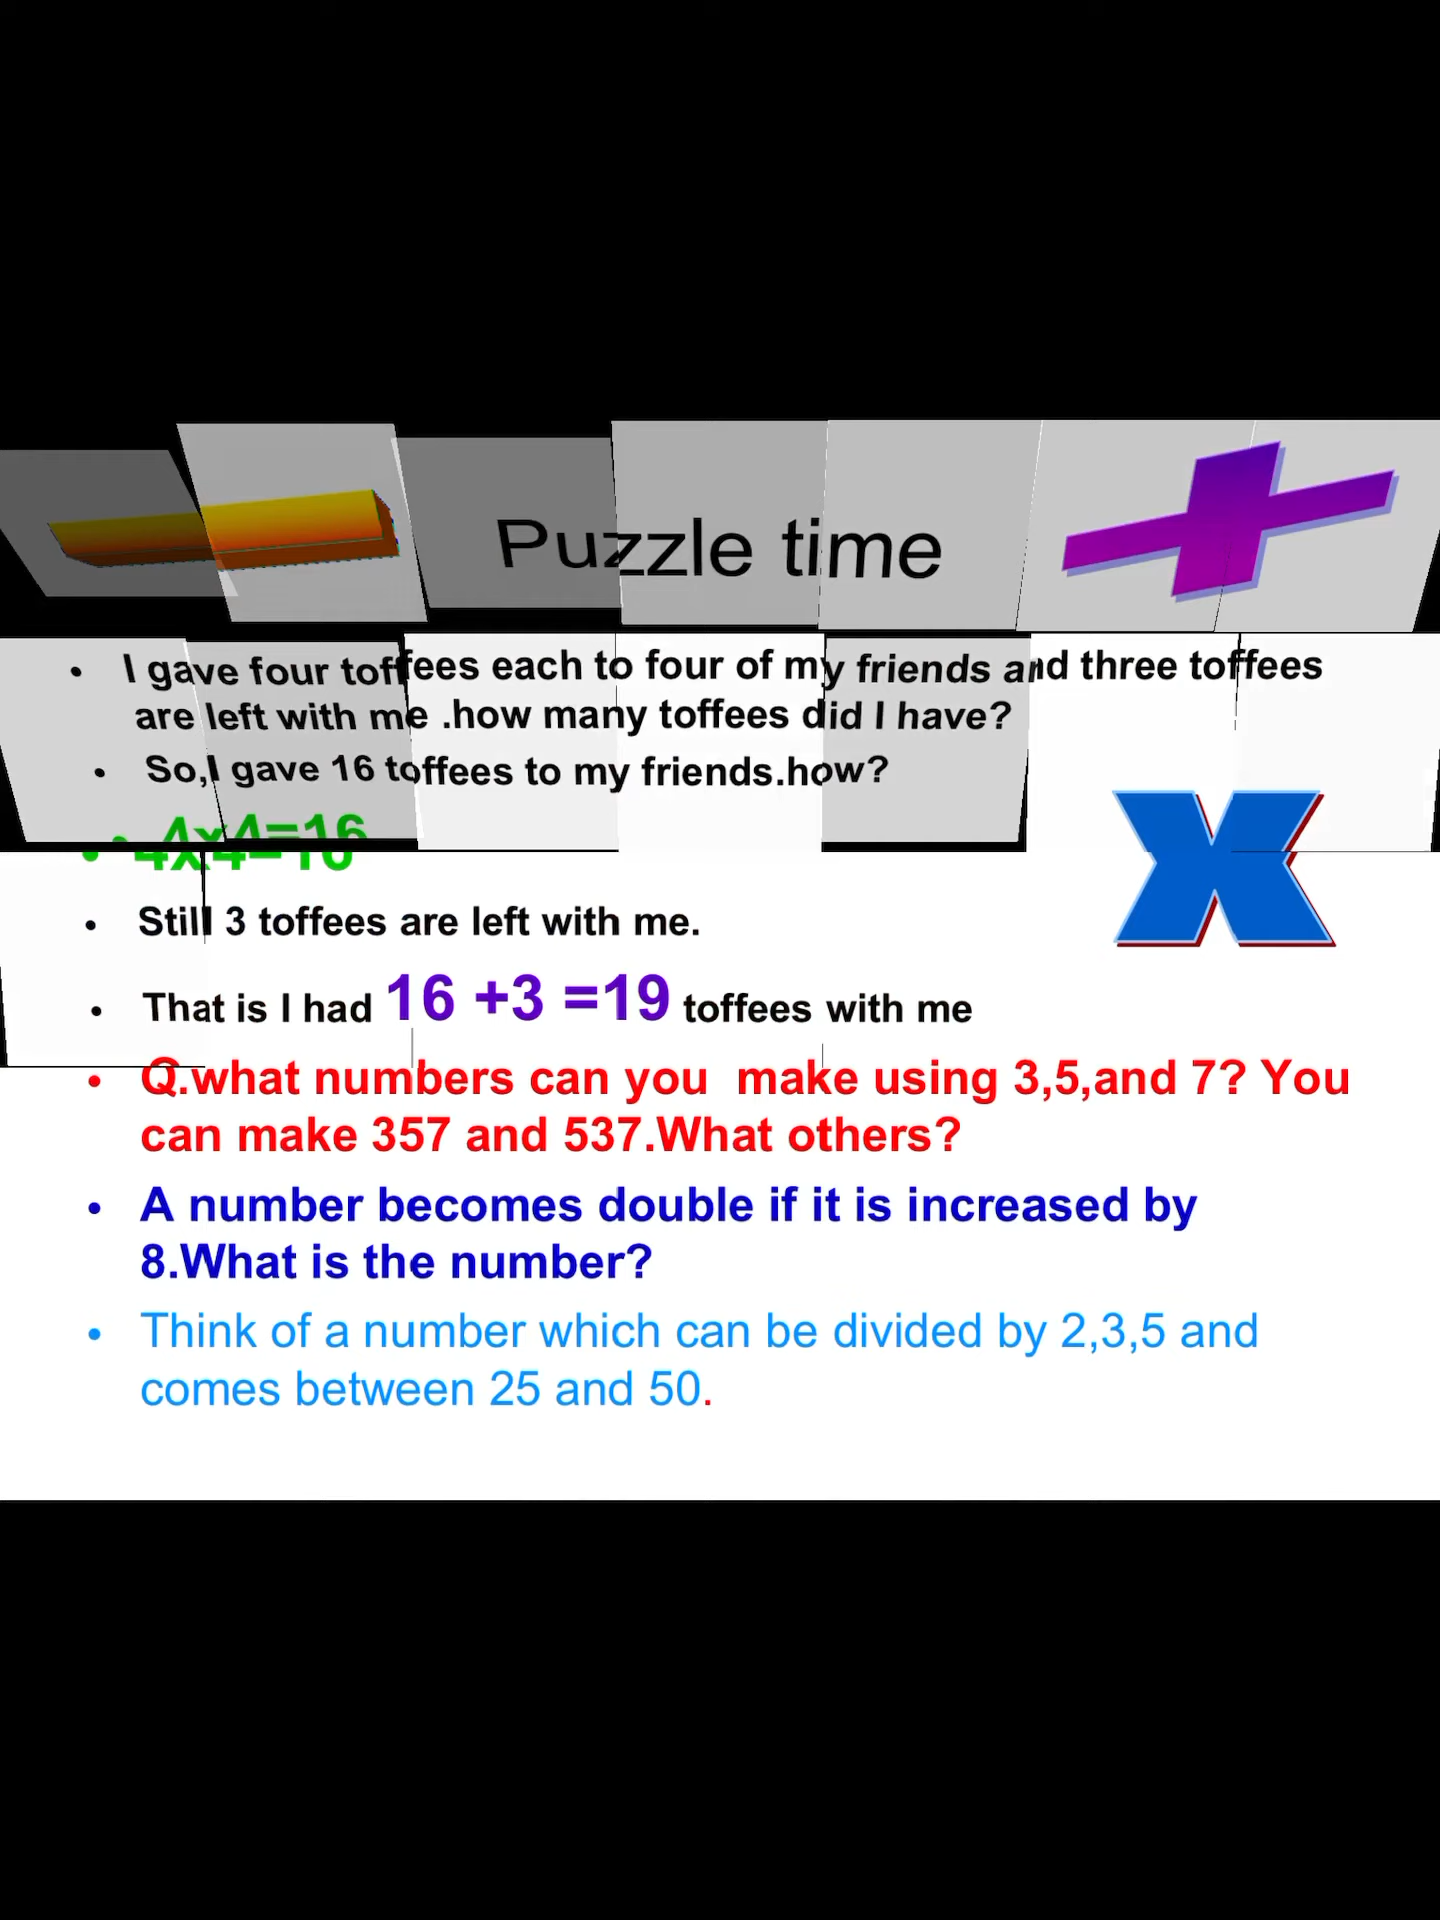 Puzzle time
• I gave four toffees each to four of my friends and three toffees
are left with me .how many toffees did I have?
• So,I gave 16 toffees to my friends.how?
• 4x4=16
• Still 3 toffees are left with me.
• That is I had 16 +3 =19 toffees with me
• Q.what numbers can you  make using 3,5,and 7? You
can make 357 and 537.What others?
• A number becomes double if it is increased by
8.What is the number?
• Think of a number which can be divided by 2,3,5 and
comes between 25 and 50.